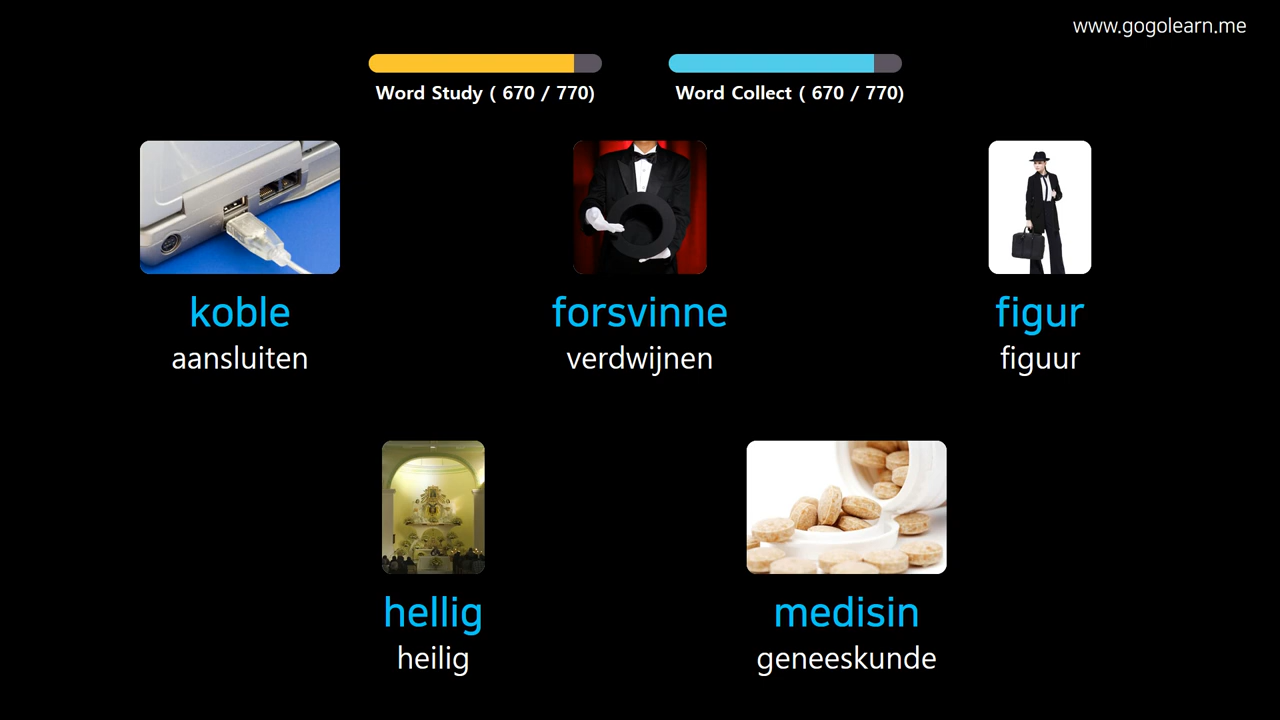 www.gogolearn.me
Word Study ( 670 / 770)
Word Collect ( 670 / 770)
koble
aansluiten
forsvinne
verdwijnen
figur
figuur
hellig
heilig
medisin
geneeskunde